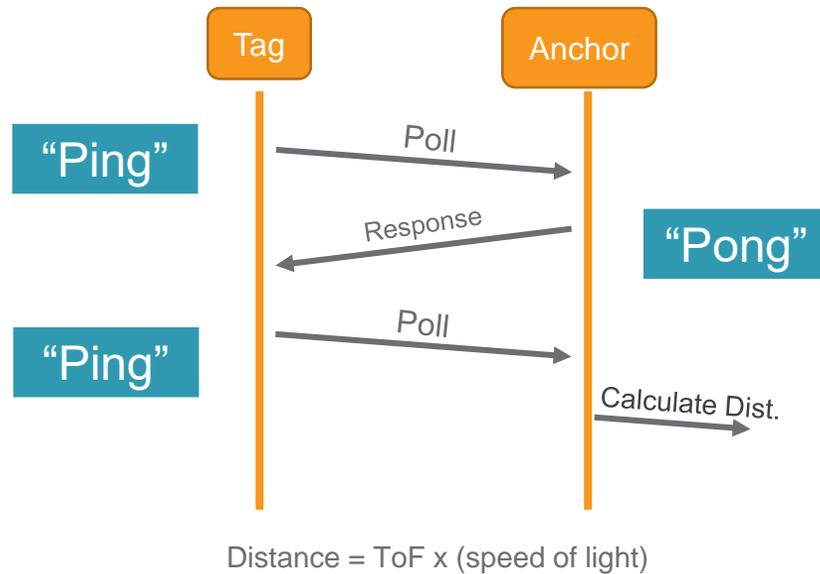 Tag
Anchor
“Ping”
Poll
Response
“Pong”
“Ping”
Poll
Calculate Dist.
Distance = ToF x (speed of light)